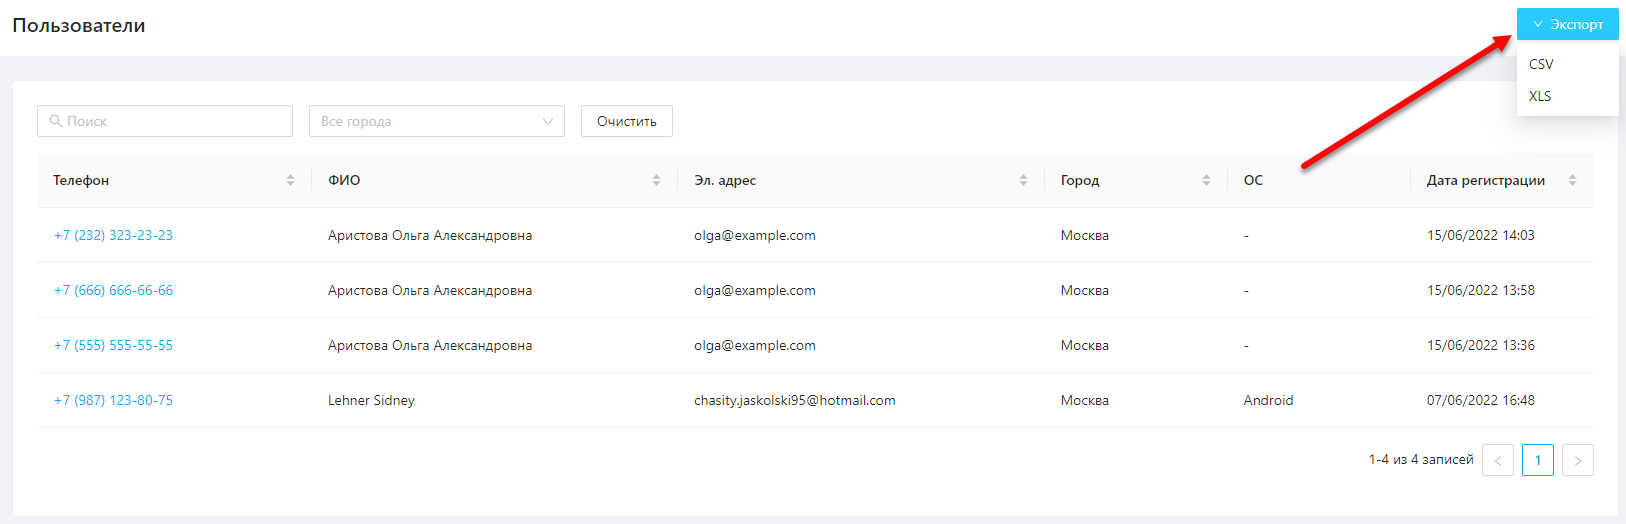 Пользователи
Экспорт
CSV
XLS
Поиск Все города Очистить
Телефон ФИО Эл. адрес Город ОС Дата регистрации
+7 (232) 323-23-23 Аристова Ольга Александровна olga@example.com Москва - 15/06/2022 14:03
+7 (666) 666-66-66 Аристова Ольга Александровна olga@example.com Москва - 15/06/2022 13:58
+7 (555) 555-55-55 Аристова Ольга Александровна olga@example.com Москва - 15/06/2022 13:36
+7 (987) 123-80-75 Lehner Sidney chasity.jaskolski95@hotmail.com Москва Android 07/06/2022 16:48
1-4 из 4 записей < 1 >